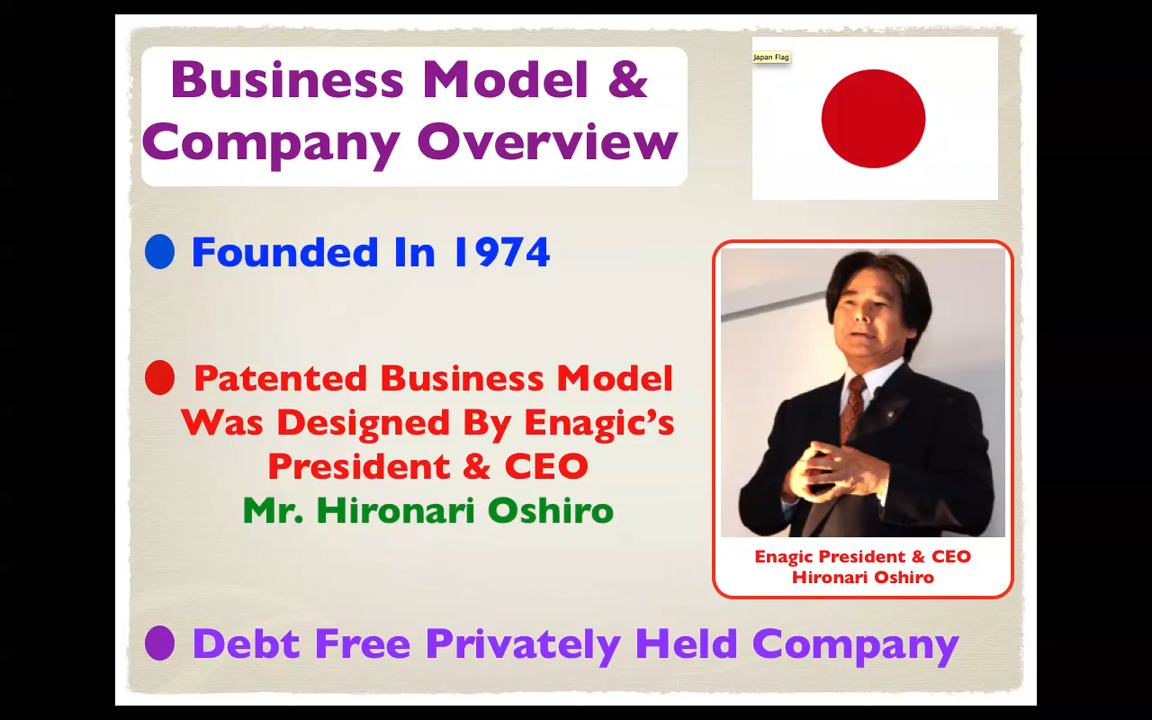 Business Model &
Company Overview
Japan Flag
Founded In 1974
Patented Business Model
Was Designed By Enagic’s
President & CEO
Mr. Hironari Oshiro
Enagic President & CEO
Hironari Oshiro
Debt Free Privately Held Company